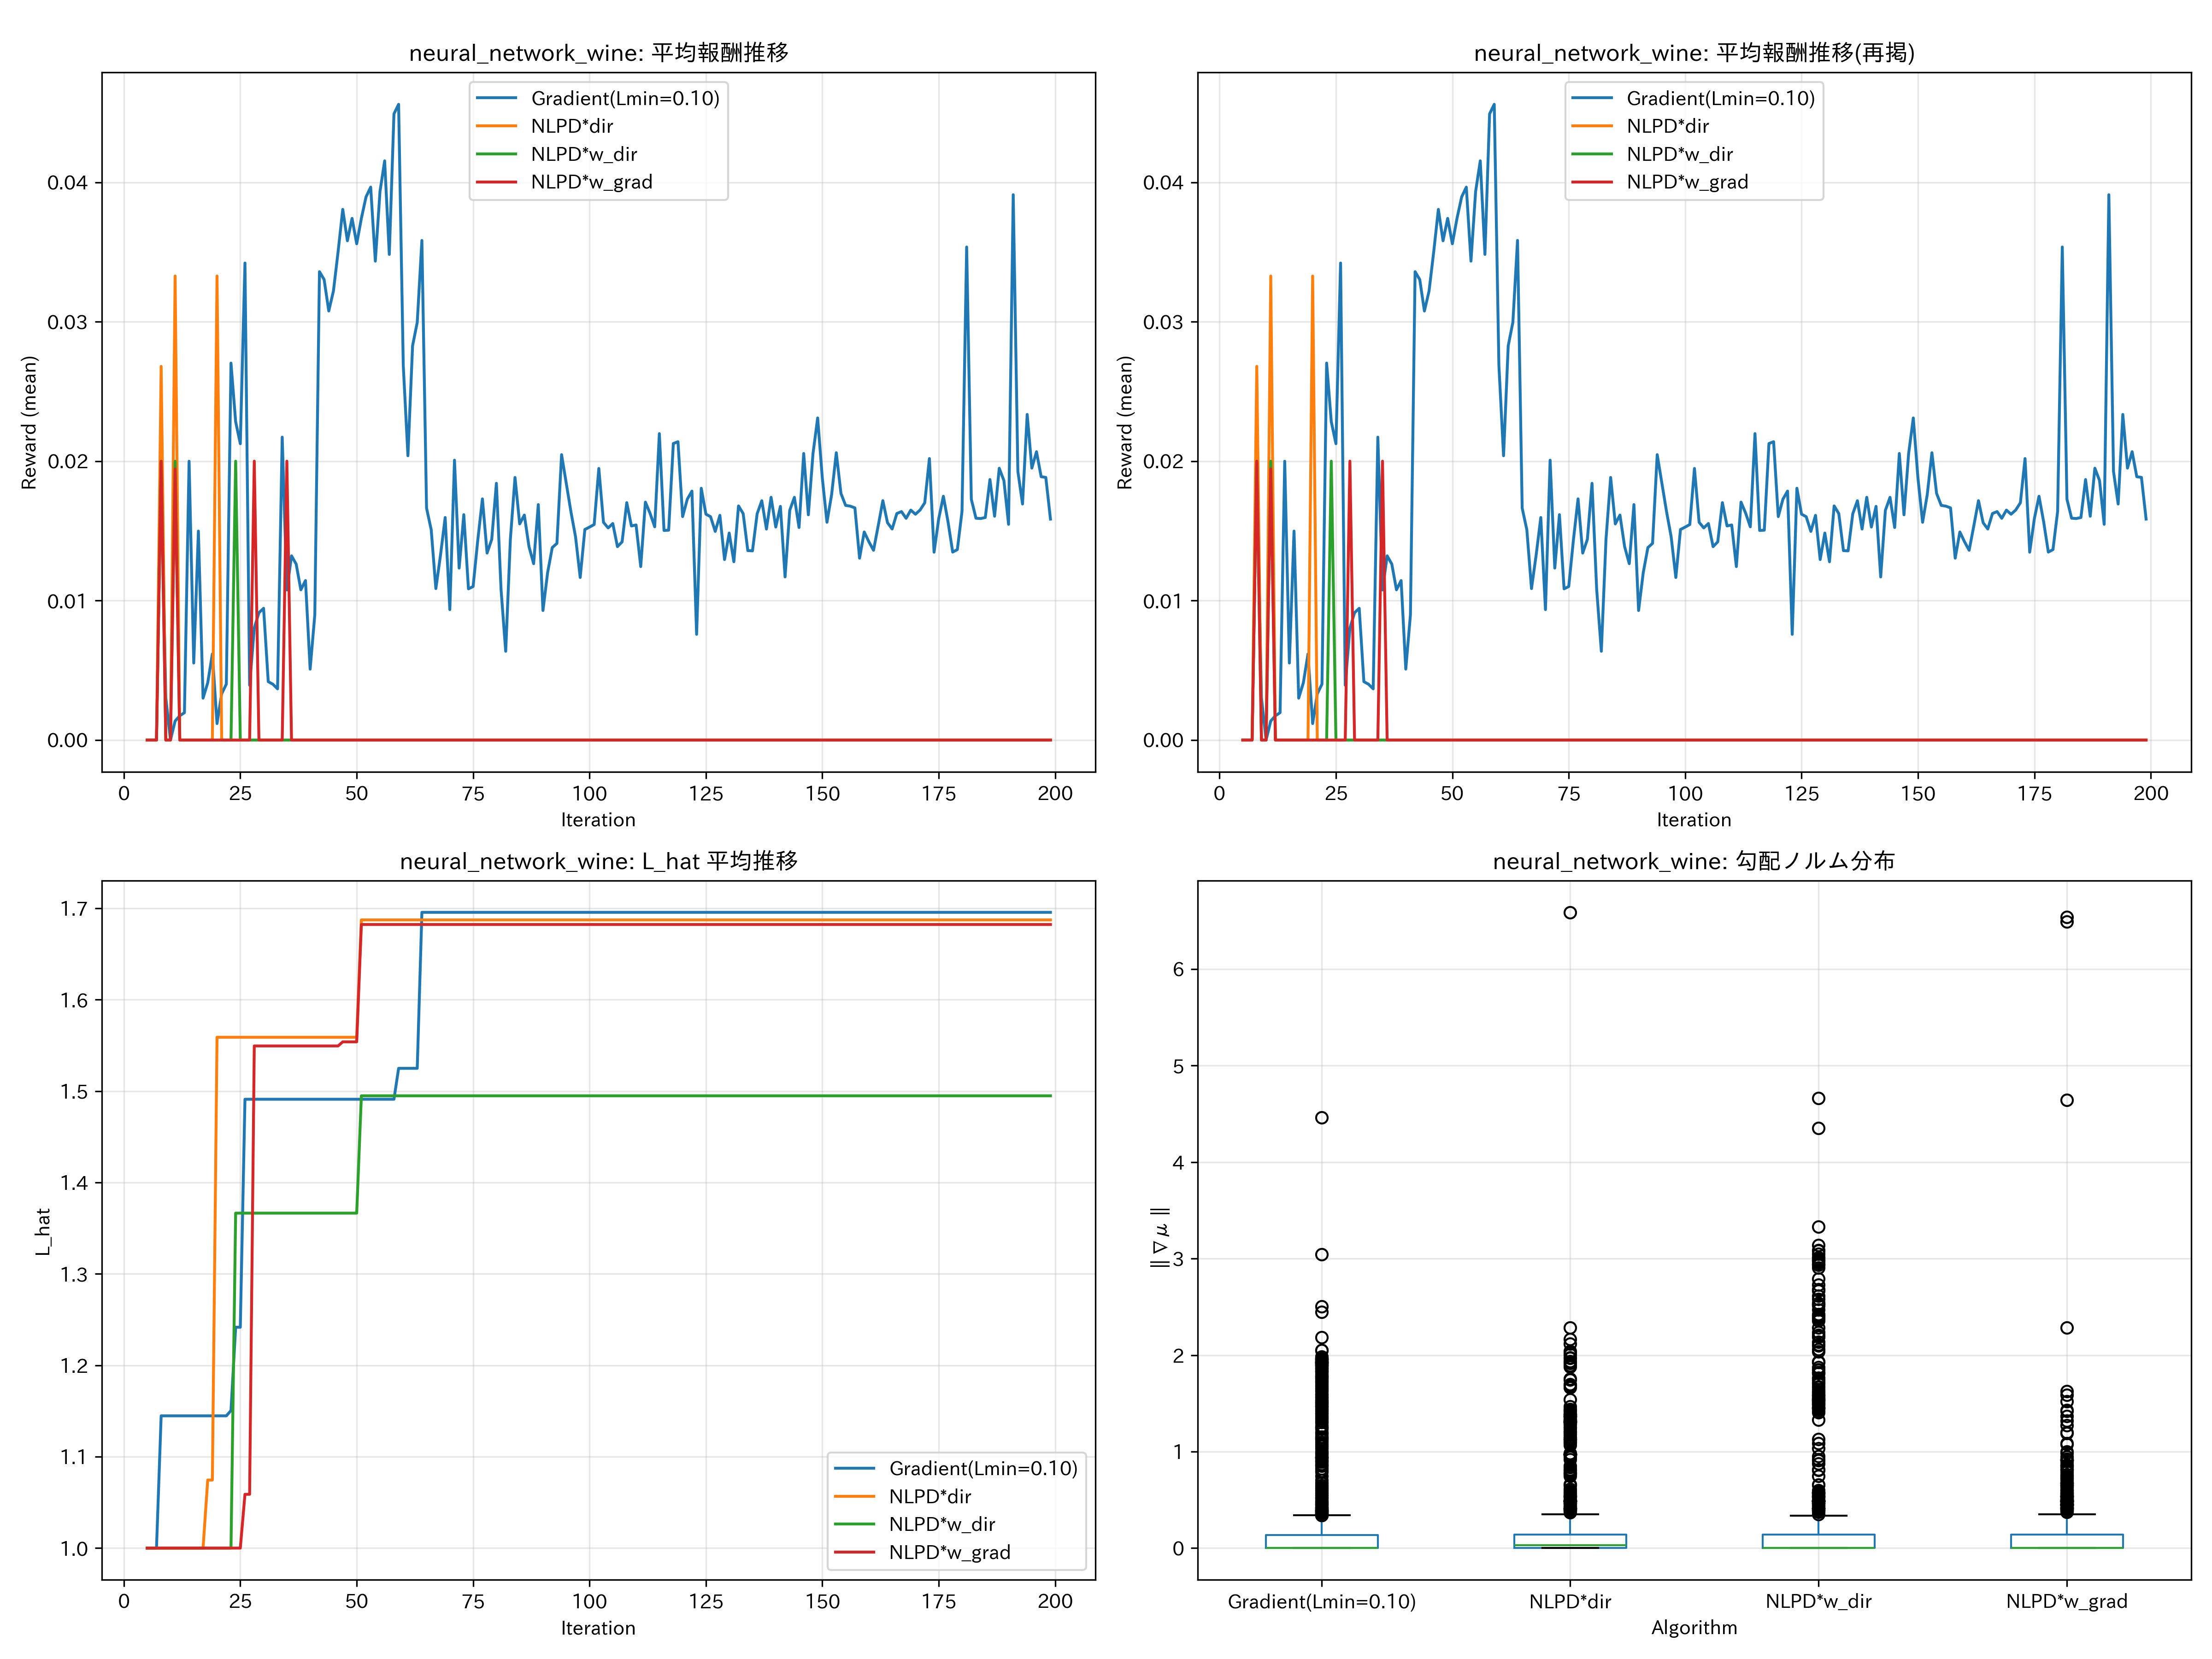 neural_network_wine: 平均報酬推移
Gradient(Lmin=0.10)
NLPD*dir
NLPD*w_dir
NLPD*w_grad
Reward (mean)
0.04
0.03
0.02
0.01
0.00
0 25 50 75 100 125 150 175 200
Iteration
neural_network_wine: 平均報酬推移(再掲)
Gradient(Lmin=0.10)
NLPD*dir
NLPD*w_dir
NLPD*w_grad
Reward (mean)
0.04
0.03
0.02
0.01
0.00
0 25 50 75 100 125 150 175 200
Iteration
neural_network_wine: L_hat 平均推移
L_hat
1.7
1.6
1.5
1.4
1.3
1.2
1.1
1.0
Gradient(Lmin=0.10)
NLPD*dir
NLPD*w_dir
NLPD*w_grad
0 25 50 75 100 125 150 175 200
Iteration
neural_network_wine: 勾配ノルム分布
‖∇μ‖
6
5
4
3
2
1
0
Gradient(Lmin=0.10) NLPD*dir NLPD*w_dir NLPD*w_grad
Algorithm